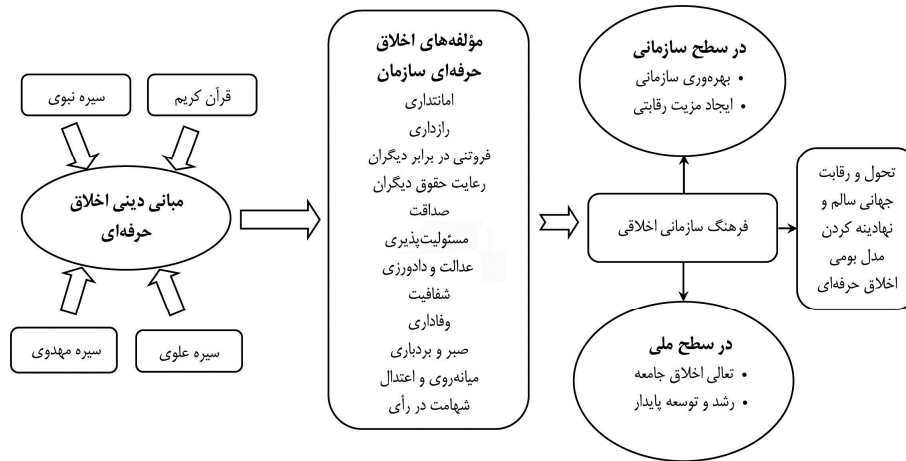 قرآن کریم
سیره نبوی
مبانی دینی اخلاق
حرفه‌ای
سیره علوی
سیره مهدوی
مؤلفه‌های اخلاق
حرفه‌ای سازمان
امانتداری
رازداری
فروتنی در برابر دیگران
رعایت حقوق دیگران
صداقت
مسئولیت‌پذیری
عدالت و دادورزی
شفافیت
وفاداری
صبر و بردباری
میانه‌روی و اعتدال
شهامت در رأی
در سطح سازمانی
• بهره‌وری سازمانی
• ایجاد مزیت رقابتی
فرهنگ سازمانی اخلاقی
در سطح ملی
• تعالی اخلاق جامعه
• رشد و توسعه پایدار
تحول و رقابت
جهانی سالم و
نهادینه کردن
مدل بومی
اخلاق حرفه‌ای